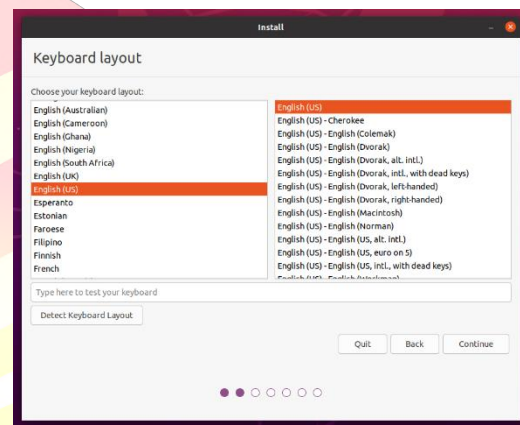 Install
Keyboard layout
Choose your keyboard layout:
English (Australian)
English (Cameroon)
English (Ghana)
English (Nigeria)
English (South Africa)
English (UK)
English (US)
Esperanto
Estonian
Faroese
Filipino
Finnish
French
English (US)
English (US) - Cherokee
English (US) - English (Colemak)
English (US) - English (Dvorak)
English (US) - English (Dvorak, alt. intl.)
English (US) - English (Dvorak, intl., with dead keys)
English (US) - English (Dvorak, left-handed)
English (US) - English (Dvorak, right-handed)
English (US) - English (Macintosh)
English (US) - English (Norman)
English (US) - English (US, alt. intl.)
English (US) - English (US, euro on 5)
English (US) - English (US, intl., with dead keys)
English (US) - English (Workman)
Type here to test your keyboard
Detect Keyboard Layout
Quit Back Continue